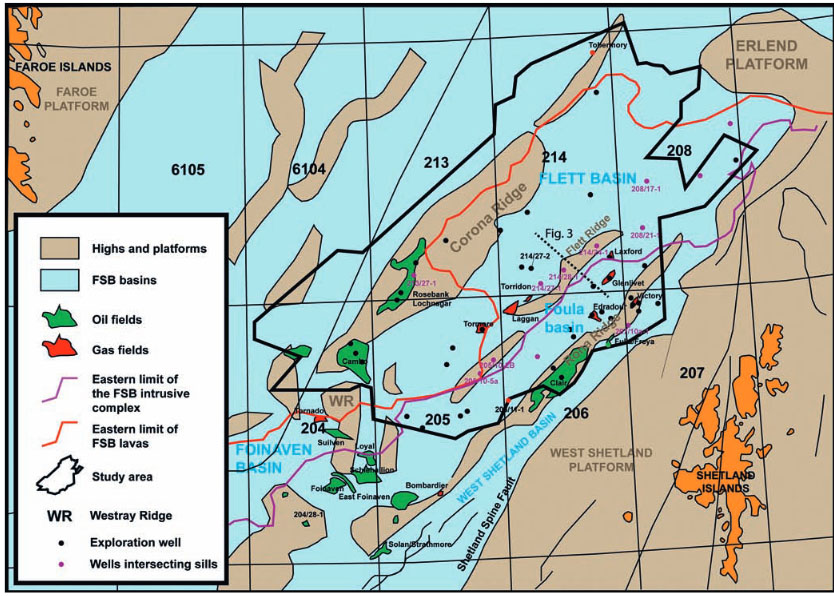 Tobermory
ERLEND
PLATFORM
FAROE ISLANDS
FAROE
PLATFORM
6105
6104
213
214
208
FLETT BASIN
208/17-1
Corona Ridge
Fig. 3
Flett Ridge
208/21-1
214/27-2
Laxford
Torridon
Glenlivet
Rosebank
Lochnagar
Laggan
Edradour
Victory
Foula
basin
Tormore
Cambo
Clair
WR
204
Tornado
205
205/10-5a
206
207
FOINAVEN
BASIN
Suilven
Loyal
Schiehallion
Foinaven
East Foinaven
Bombardier
204/28-1
Solan/Strathmore
WEST SHETLAND BASIN
Shetland Spine Fault
WEST SHETLAND
PLATFORM
SHETLAND
ISLANDS
Highs and platforms
FSB basins
Oil fields
Gas fields
Eastern limit of
the FSB intrusive
complex
Eastern limit of
FSB lavas
Study area
WR
Westray Ridge
Exploration well
Wells intersecting sills